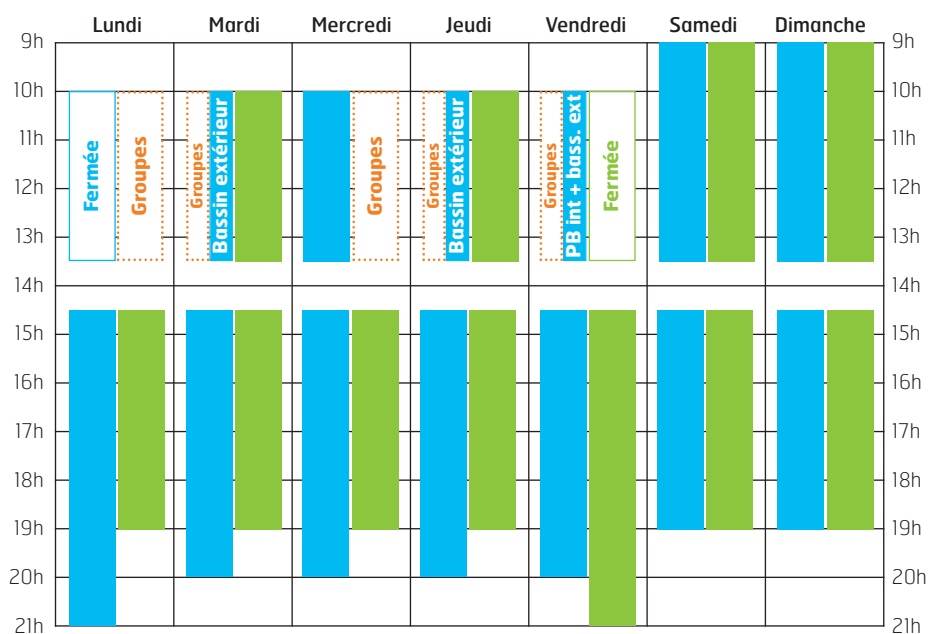 Lundi Mardi Mercredi Jeudi Vendredi Samedi Dimanche
9h 9h
10h 10h
11h 11h
12h 12h
13h 13h
14h 14h
15h 15h
16h 16h
17h 17h
18h 18h
19h 19h
20h 20h
21h 21h
Fermée
Groupes
Groupes
Bassin extérieur
Groupes
Groupes
Bassin extérieur
Groupes
PB int + bass. ext
Fermée